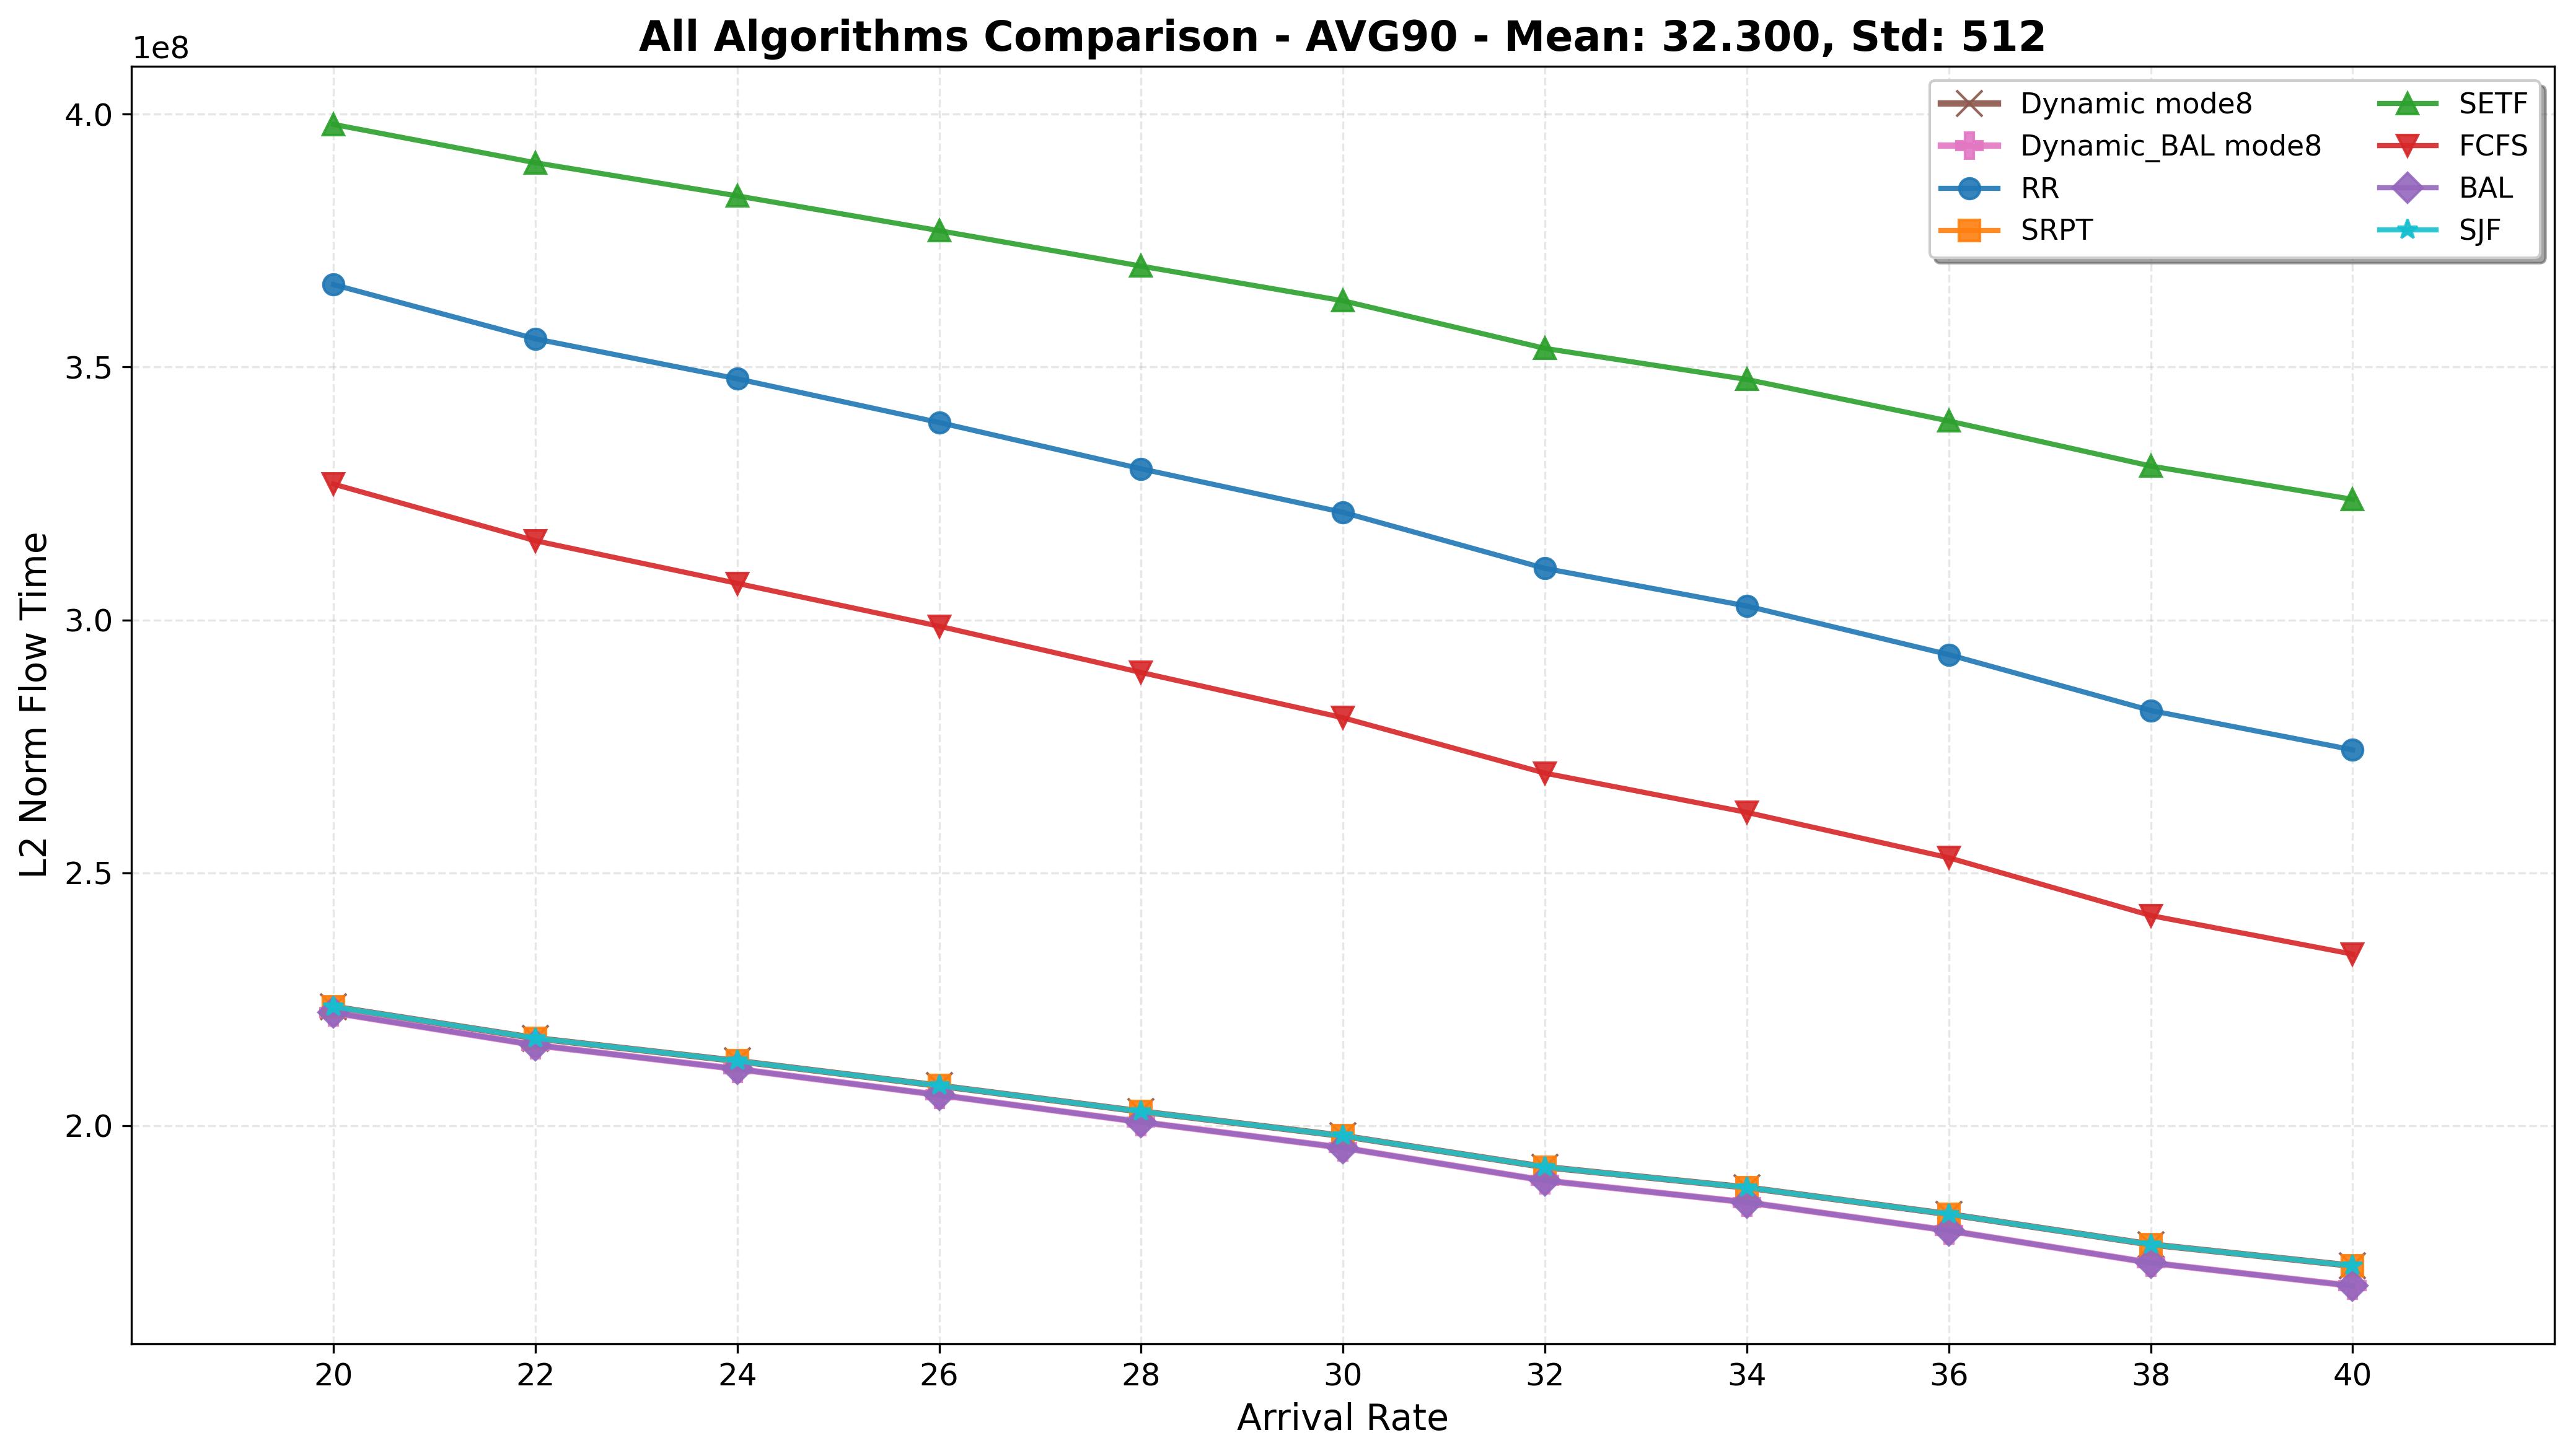 All Algorithms Comparison - AVG90 - Mean: 32.300, Std: 512
1e8
4.0
3.5
3.0
2.5
2.0
L2 Norm Flow Time
Dynamic mode8
Dynamic_BAL mode8
RR
SRPT
SETF
FCFS
BAL
SJF
20 22 24 26 28 30 32 34 36 38 40
Arrival Rate